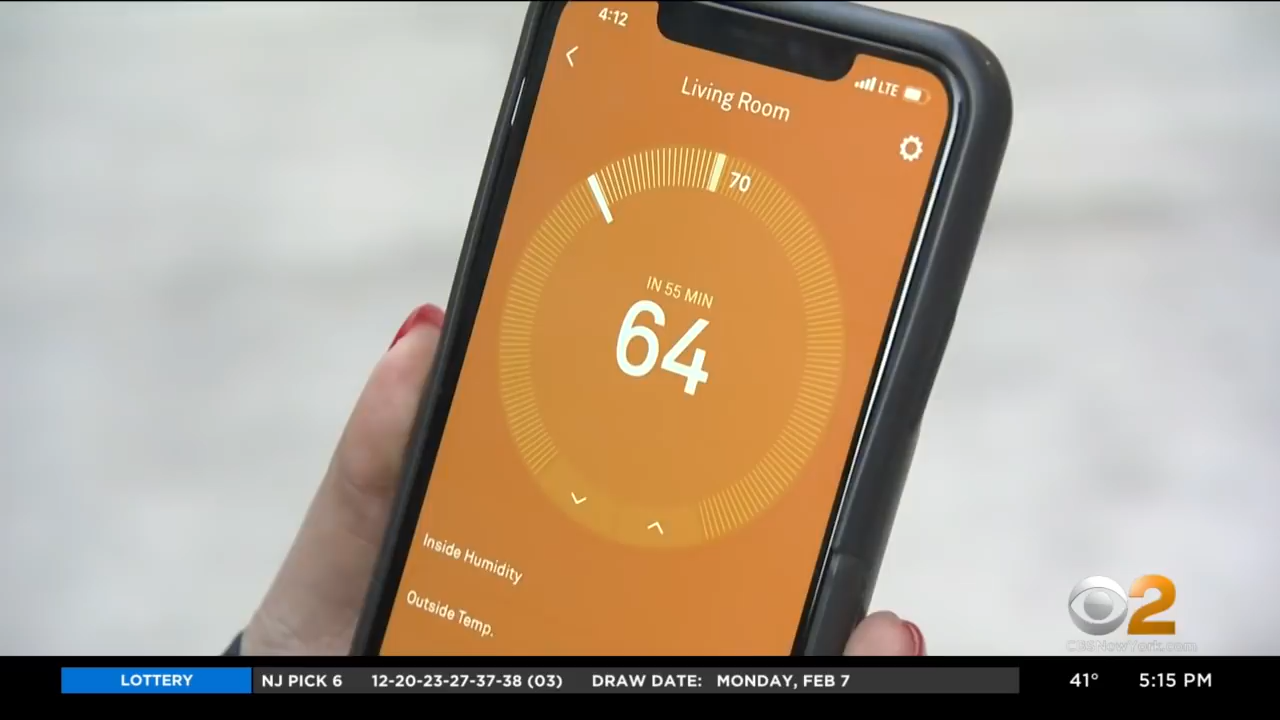 4:12
LTE
Living Room
70
IN 55 MIN
64
Inside Humidity
Outside Temp.
2
CBSNewYork.com
LOTTERY
NJ PICK 6 12-20-23-27-37-38 (03) DRAW DATE: MONDAY, FEB 7
41° 5:15 PM